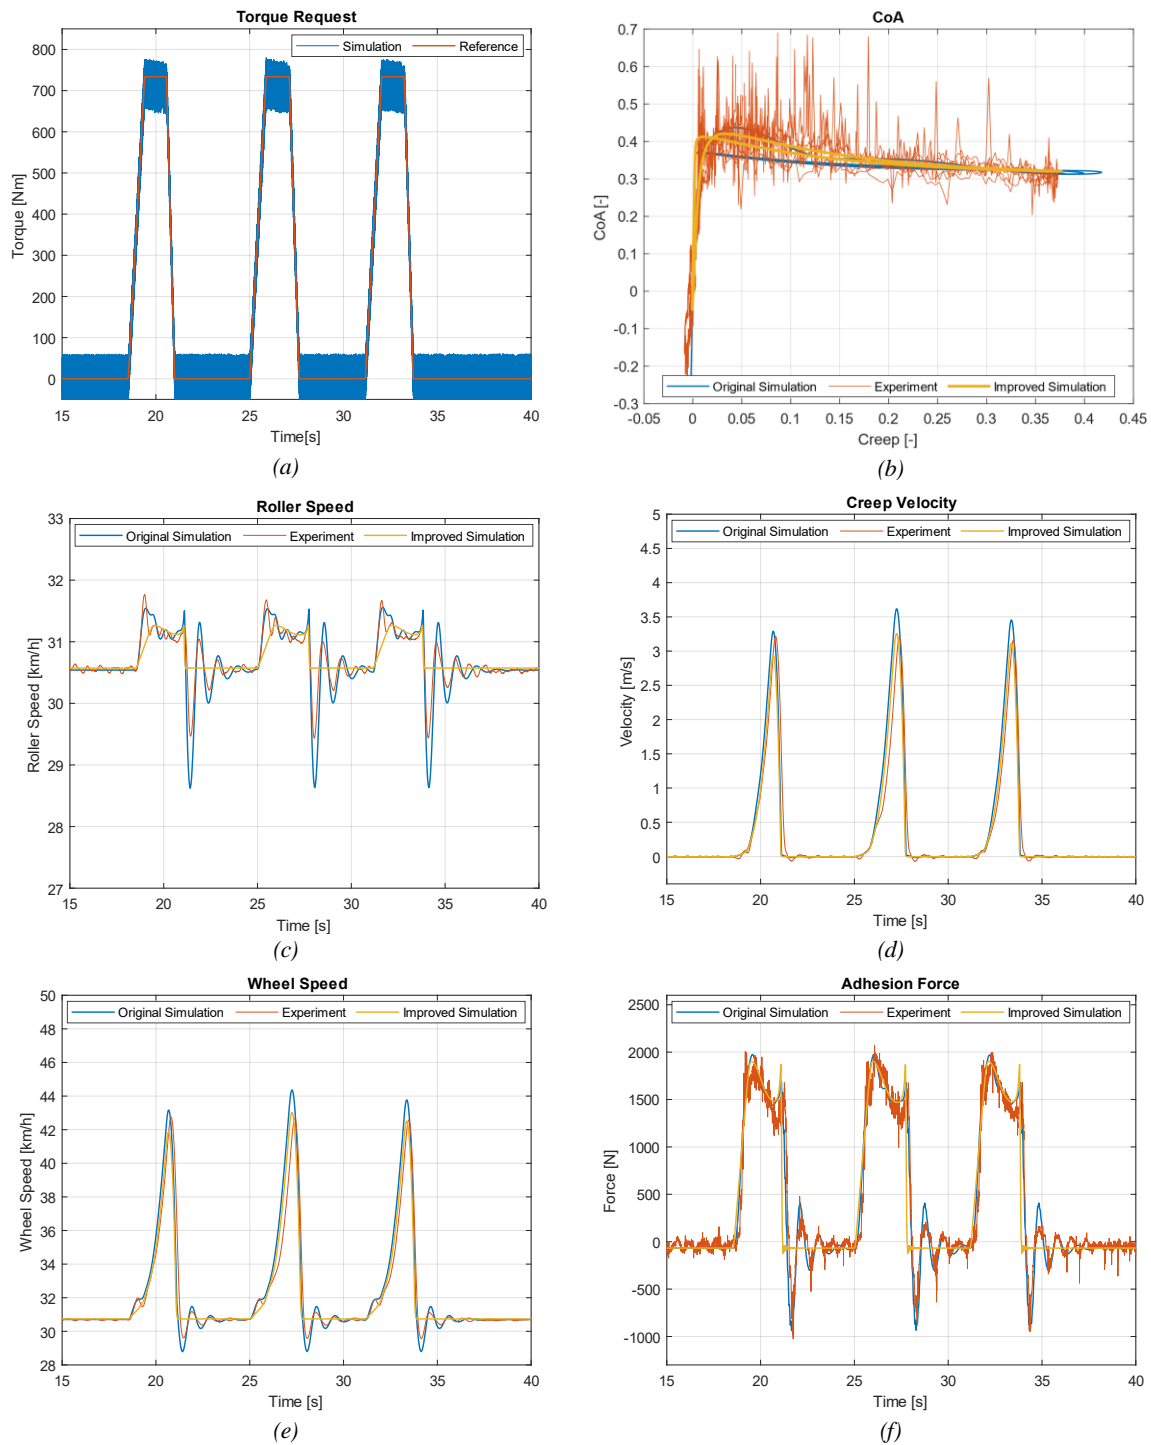 Torque Request
Simulation Reference
800
700
600
500
400
300
200
100
0
15 20 25 30 35 40
Torque [Nm]
Time[s]
(a)
CoA
0.7
0.6
0.5
0.4
0.3
0.2
0.1
0
-0.1
-0.2
-0.3
Original Simulation Experiment Improved Simulation
-0.05 0 0.05 0.1 0.15 0.2 0.25 0.3 0.35 0.4 0.45
CoA [-]
Creep [-]
(b)
Roller Speed
Original Simulation Experiment Improved Simulation
33
32
31
30
29
28
27
15 20 25 30 35 40
Roller Speed [km/h]
Time [s]
(c)
Creep Velocity
Original Simulation Experiment Improved Simulation
5
4.5
4
3.5
3
2.5
2
1.5
1
0.5
0
15 20 25 30 35 40
Velocity [m/s]
Time [s]
(d)
Wheel Speed
Original Simulation Experiment Improved Simulation
50
48
46
44
42
40
38
36
34
32
30
28
15 20 25 30 35 40
Wheel Speed [km/h]
Time [s]
(e)
Adhesion Force
Original Simulation Experiment Improved Simulation
2500
2000
1500
1000
500
0
-500
-1000
15 20 25 30 35 40
Force [N]
Time [s]
(f)